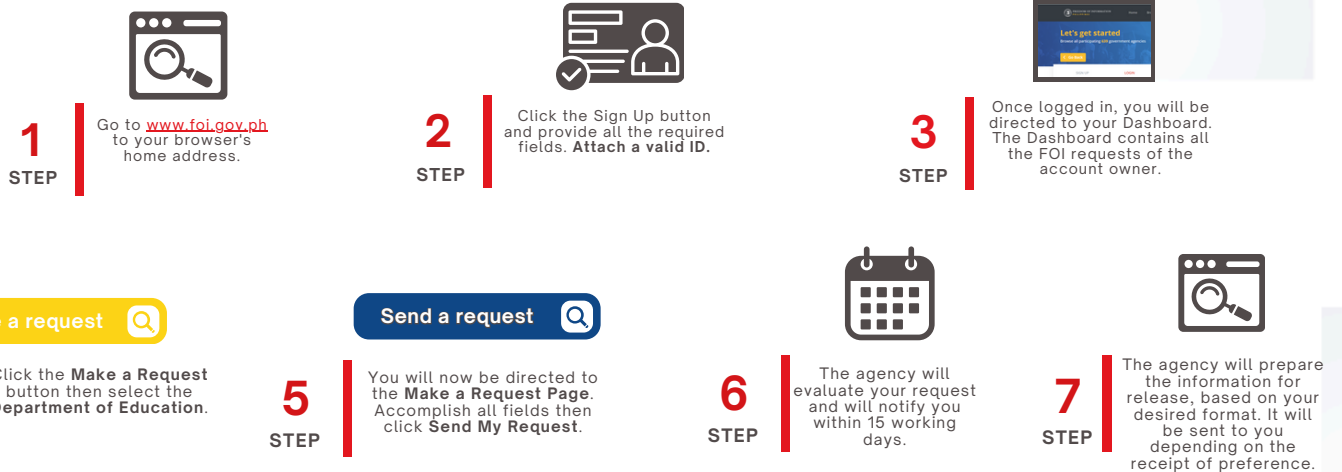 Let's get started
1
STEP
Go to www.foi.gov.ph
to your browser's
home address.
2
STEP
Click the Sign Up button
and provide all the required
fields. Attach a valid ID.
3
STEP
Once logged in, you will be
directed to your Dashboard.
The Dashboard contains all
the FOI requests of the
account owner.
a request
Click the Make a Request
button then select the
Department of Education.
Send a request
5
STEP
You will now be directed to
the Make a Request Page.
Accomplish all fields then
click Send My Request.
6
STEP
The agency will
evaluate your request
and will notify you
within 15 working
days.
7
STEP
The agency will prepare
the information for
release, based on your
desired format. It will
be sent to you
depending on the
receipt of preference.